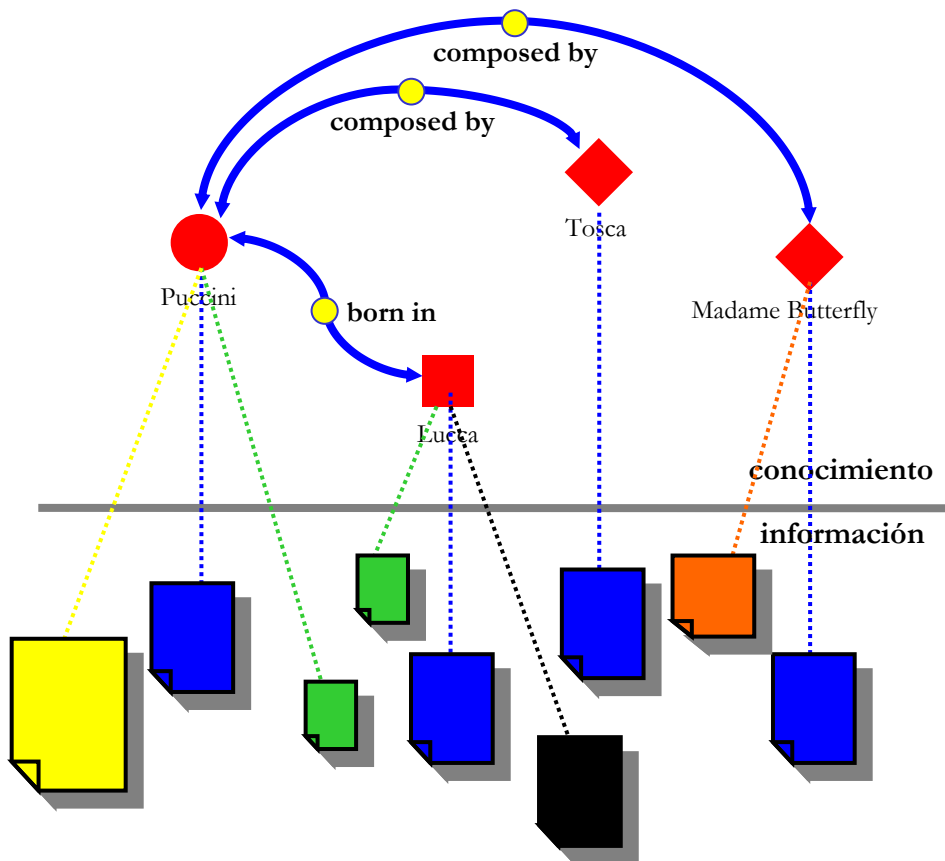 composed by
composed by
Tosca
Puccini
born in
Madame Butterfly
Lucca
conocimiento
información